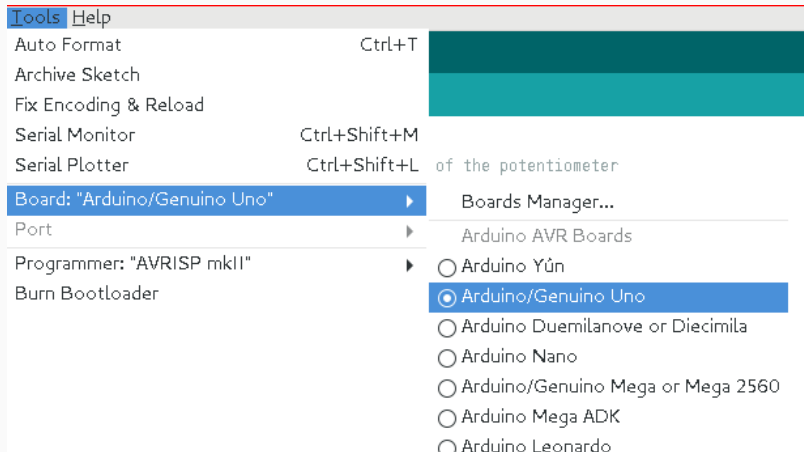 Tools Help
Auto Format Ctrl+T
Archive Sketch
Fix Encoding & Reload
Serial Monitor Ctrl+Shift+M
Serial Plotter Ctrl+Shift+L
of the potentiometer
Board: "Arduino/Genuino Uno"
Port
Programmer: "AVRISP mkII"
Burn Bootloader
Boards Manager...
Arduino AVR Boards
Arduino Yún
Arduino/Genuino Uno
Arduino Duemilanove or Diecimila
Arduino Nano
Arduino/Genuino Mega or Mega 2560
Arduino Mega ADK
Arduino Leonardo